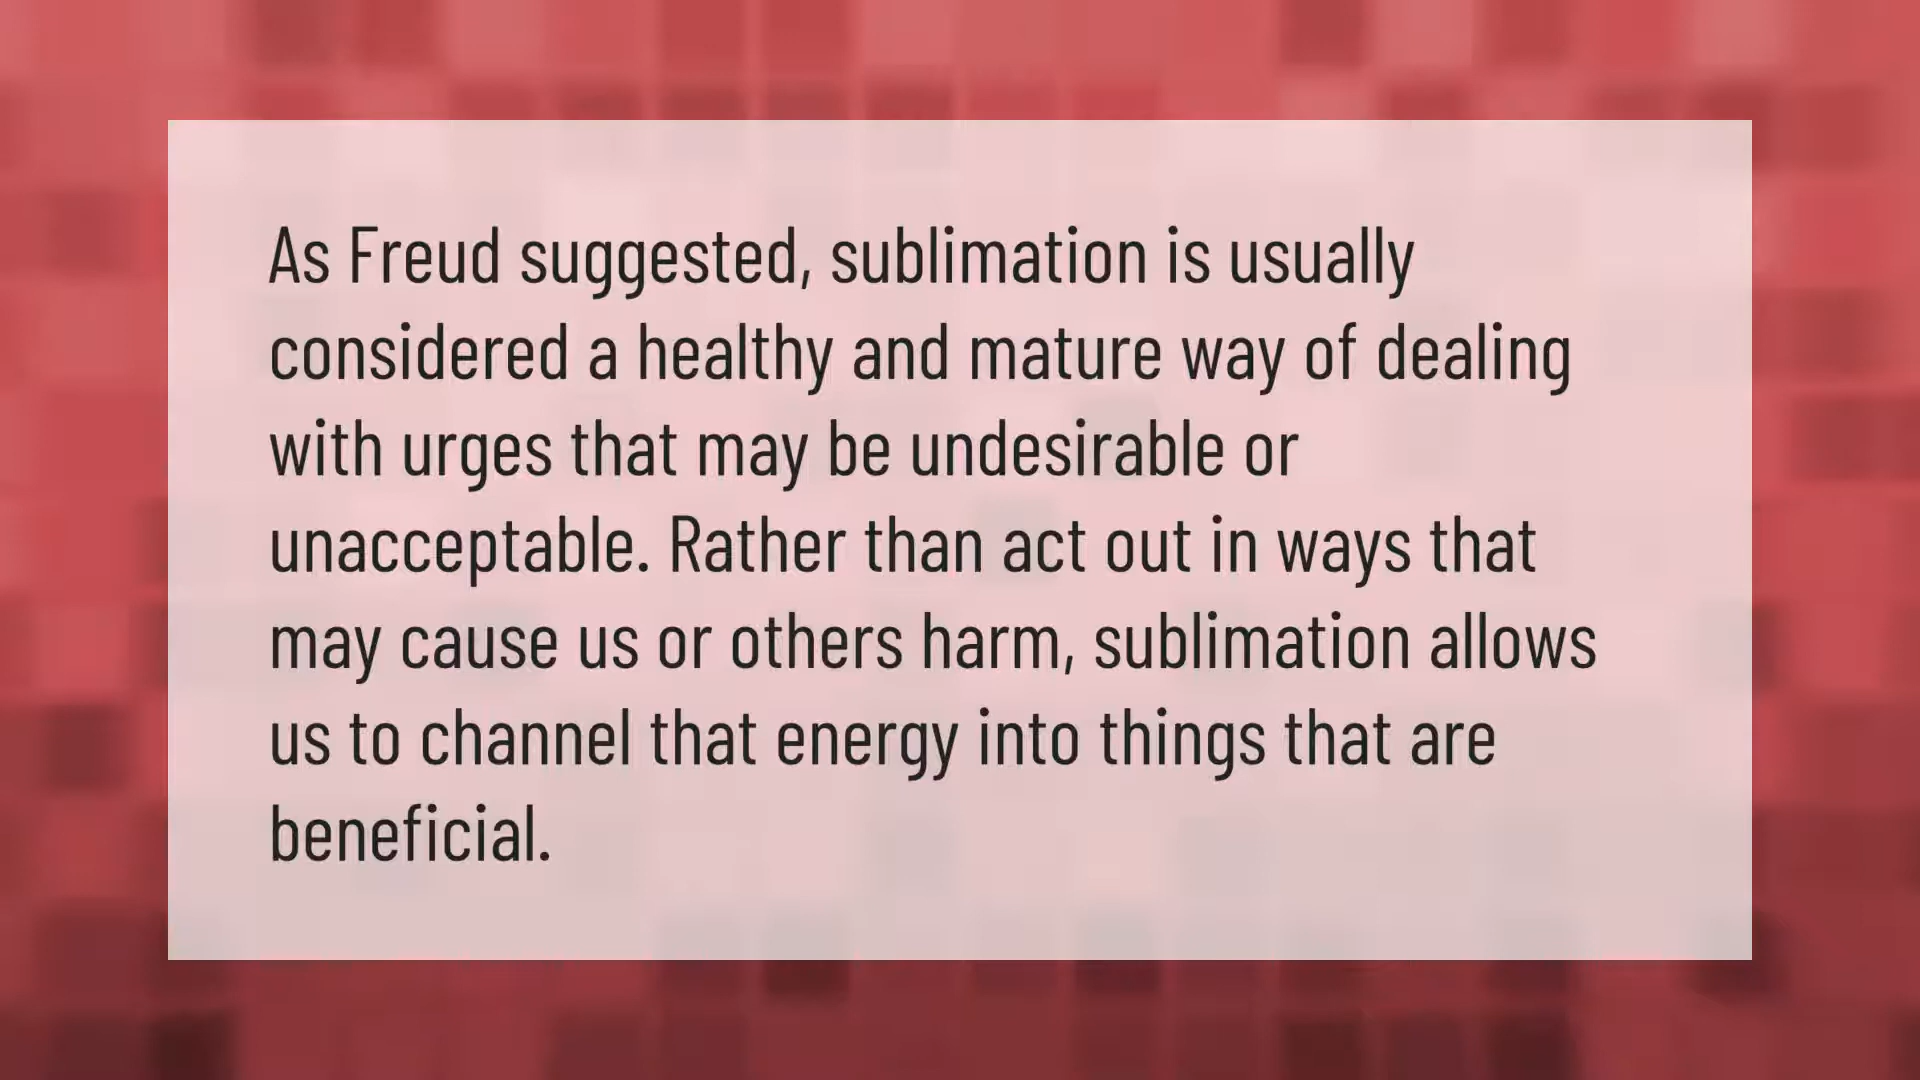 As Freud suggested, sublimation is usually
considered a healthy and mature way of dealing
with urges that may be undesirable or
unacceptable. Rather than act out in ways that
may cause us or others harm, sublimation allows
us to channel that energy into things that are
beneficial.